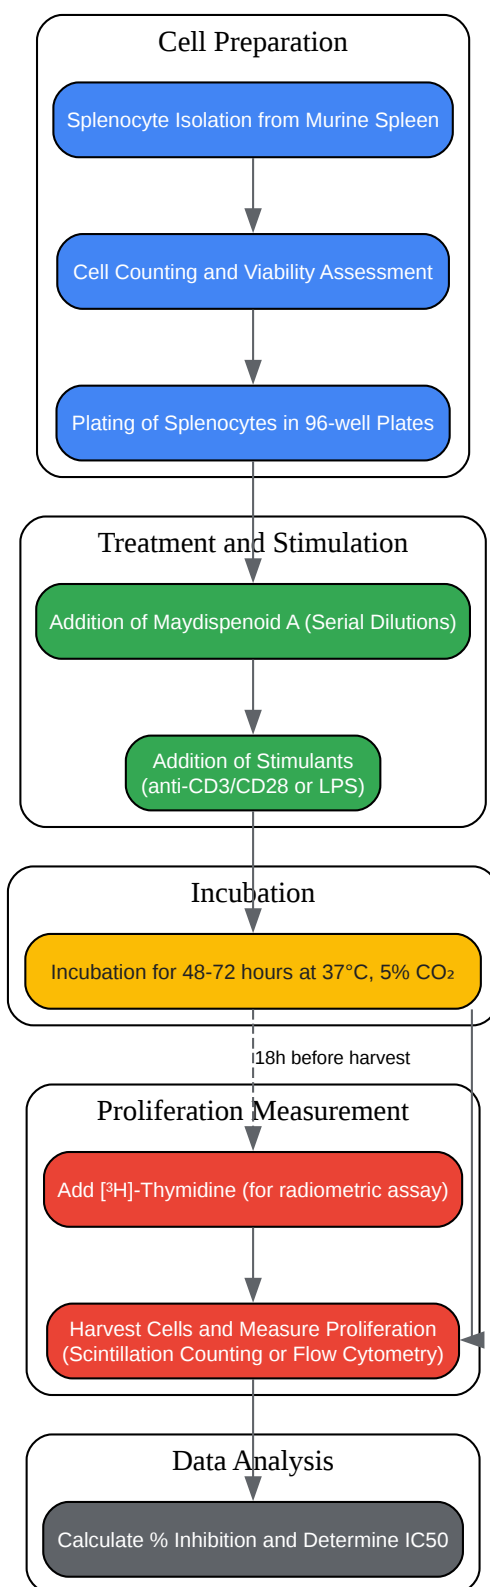 Cell Preparation
Splenocyte Isolation from Murine Spleen
Cell Counting and Viability Assessment
Plating of Splenocytes in 96-well Plates
Treatment and Stimulation
Addition of Maydispenoid A (Serial Dilutions)
Addition of Stimulants
(anti-CD3/CD28 or LPS)
Incubation
Incubation for 48-72 hours at 37°C, 5% CO₂
18h before harvest
Proliferation Measurement
Add [³H]-Thymidine (for radiometric assay)
Harvest Cells and Measure Proliferation
(Scintillation Counting or Flow Cytometry)
Data Analysis
Calculate % Inhibition and Determine IC50